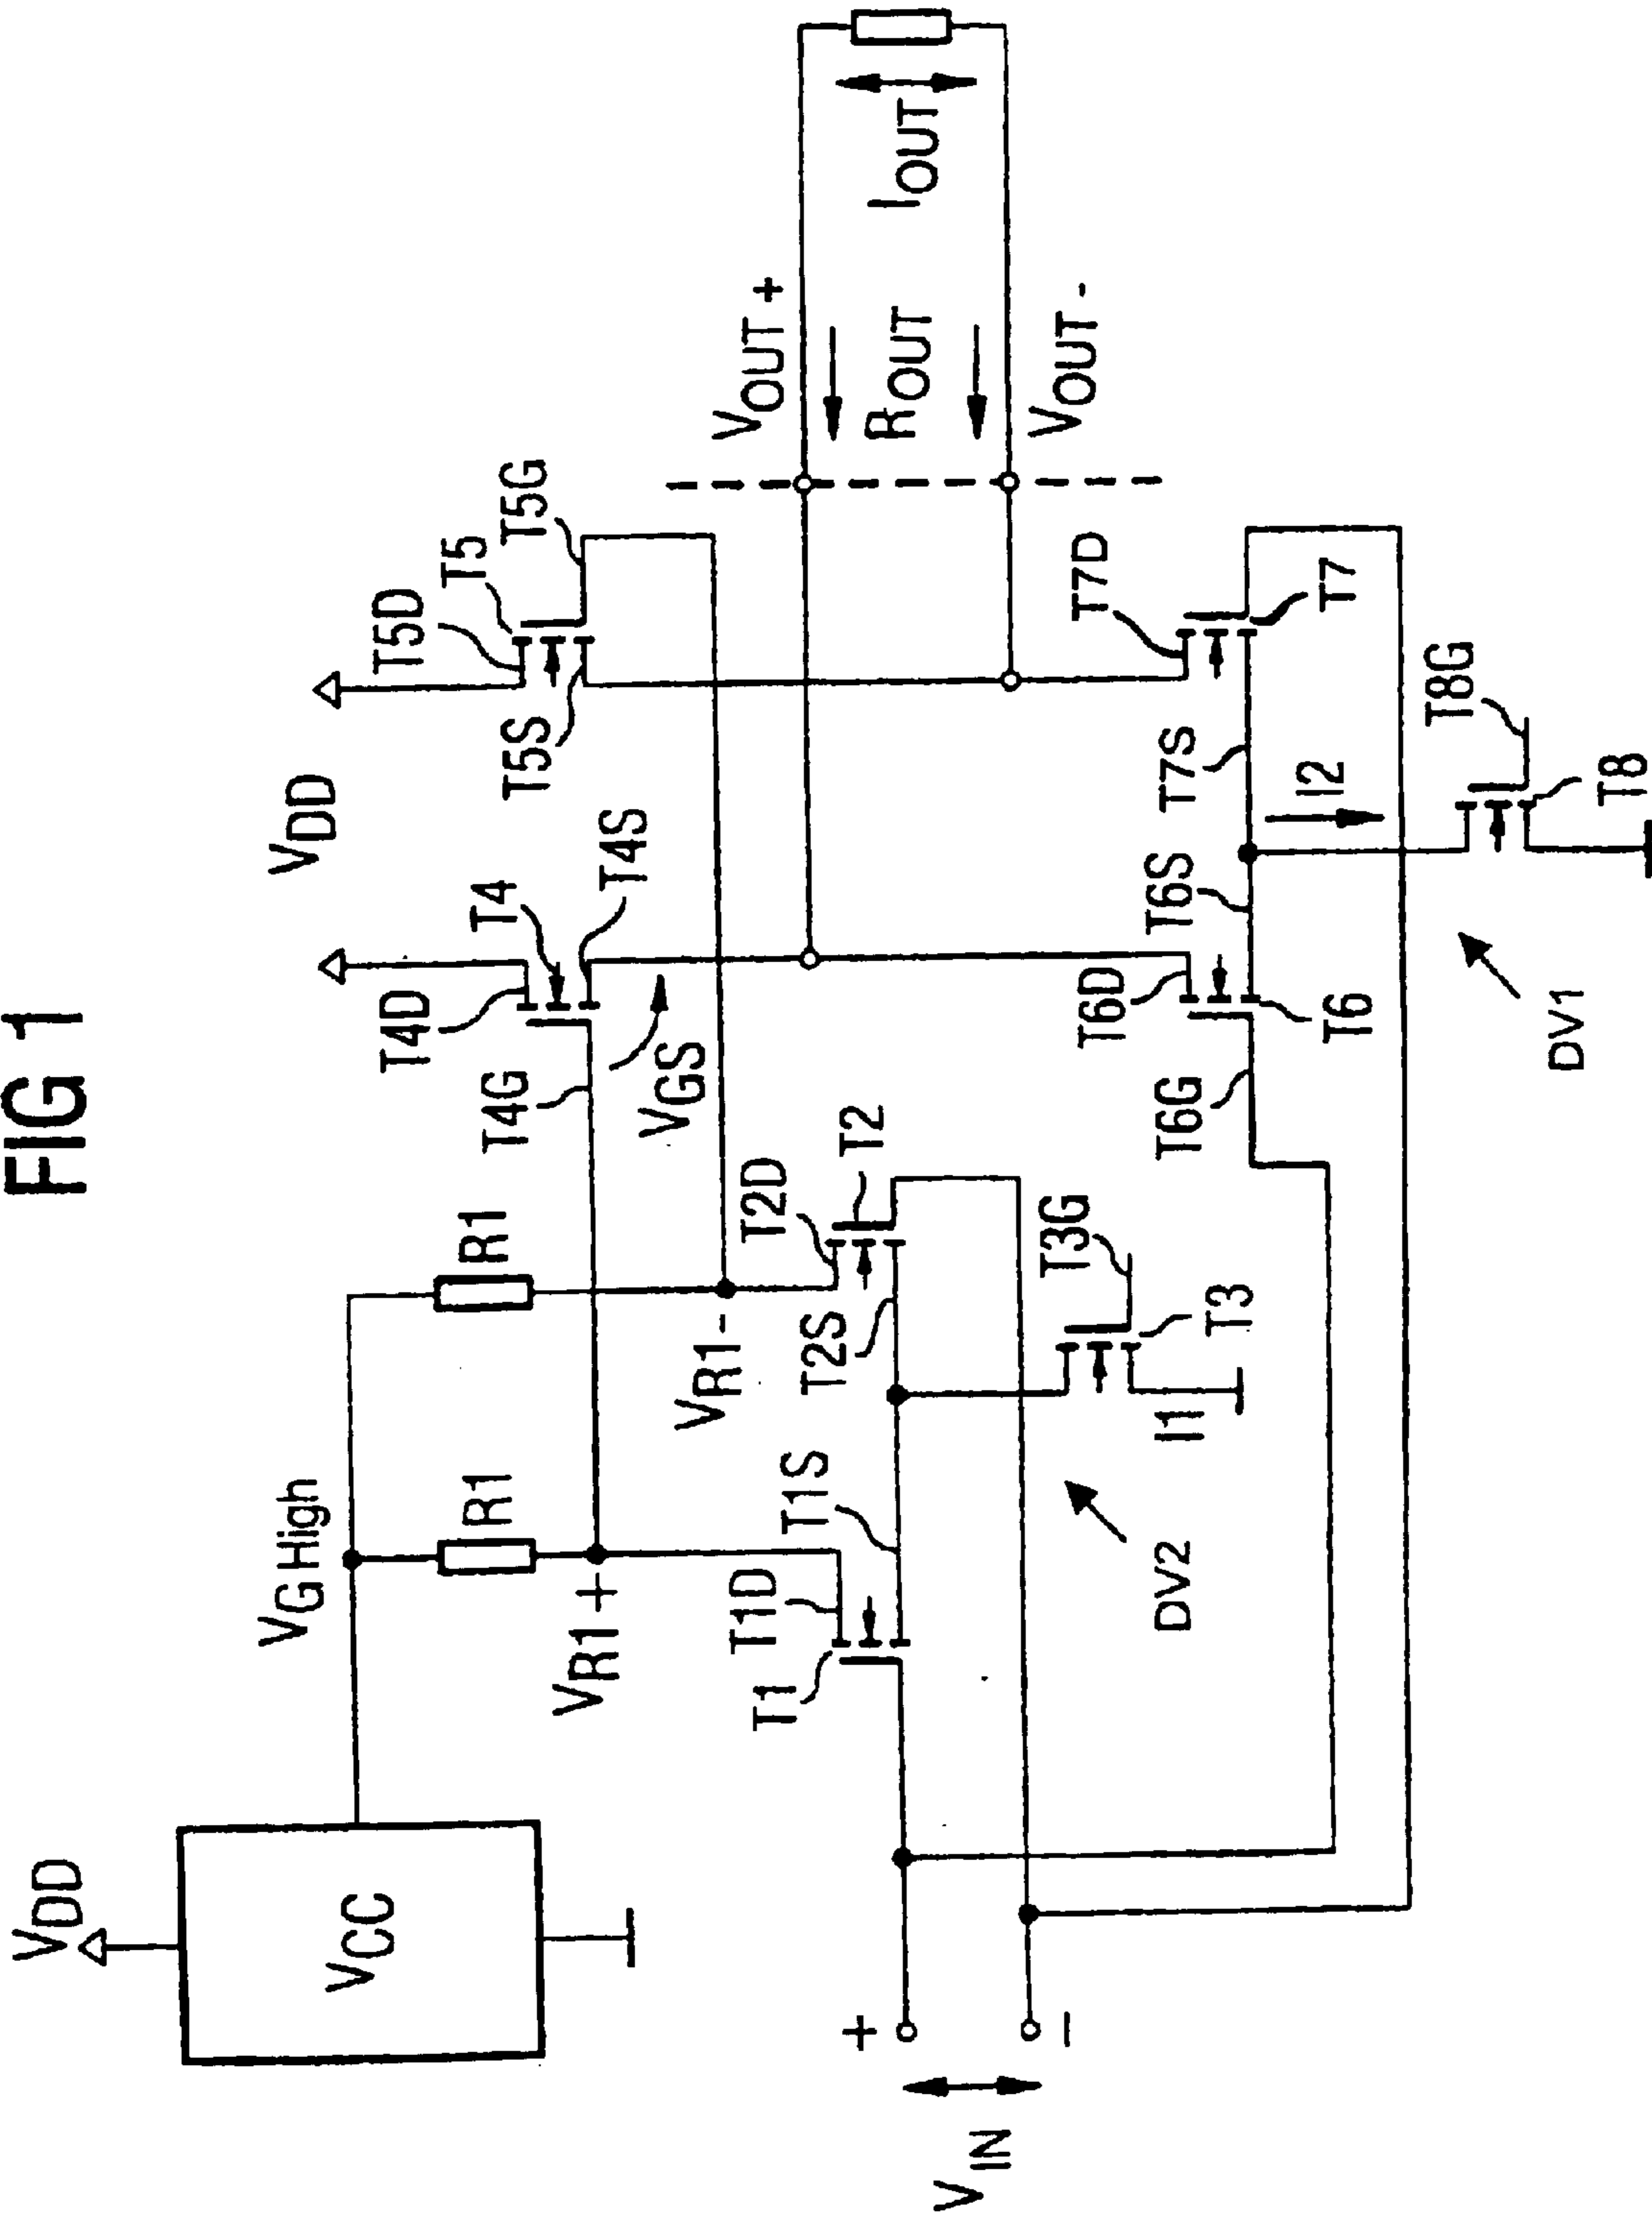 FIG 1
VDD
VCC
VG High
R1
R1
VR1 +
VR1 -
VDD
T4D
T4
T4G
T4S
VGS
T5D
T5
T5G
T5S
VOUT +
ROUT
VOUT -
IOUT
T1
T1D
T1S
T2D
T2
T2S
T3G
T3
I1
DV2
+
VIN
-
T6D
T6S
T6G
T6
T7D
T7S
T7
I2
T8G
T8
DV1